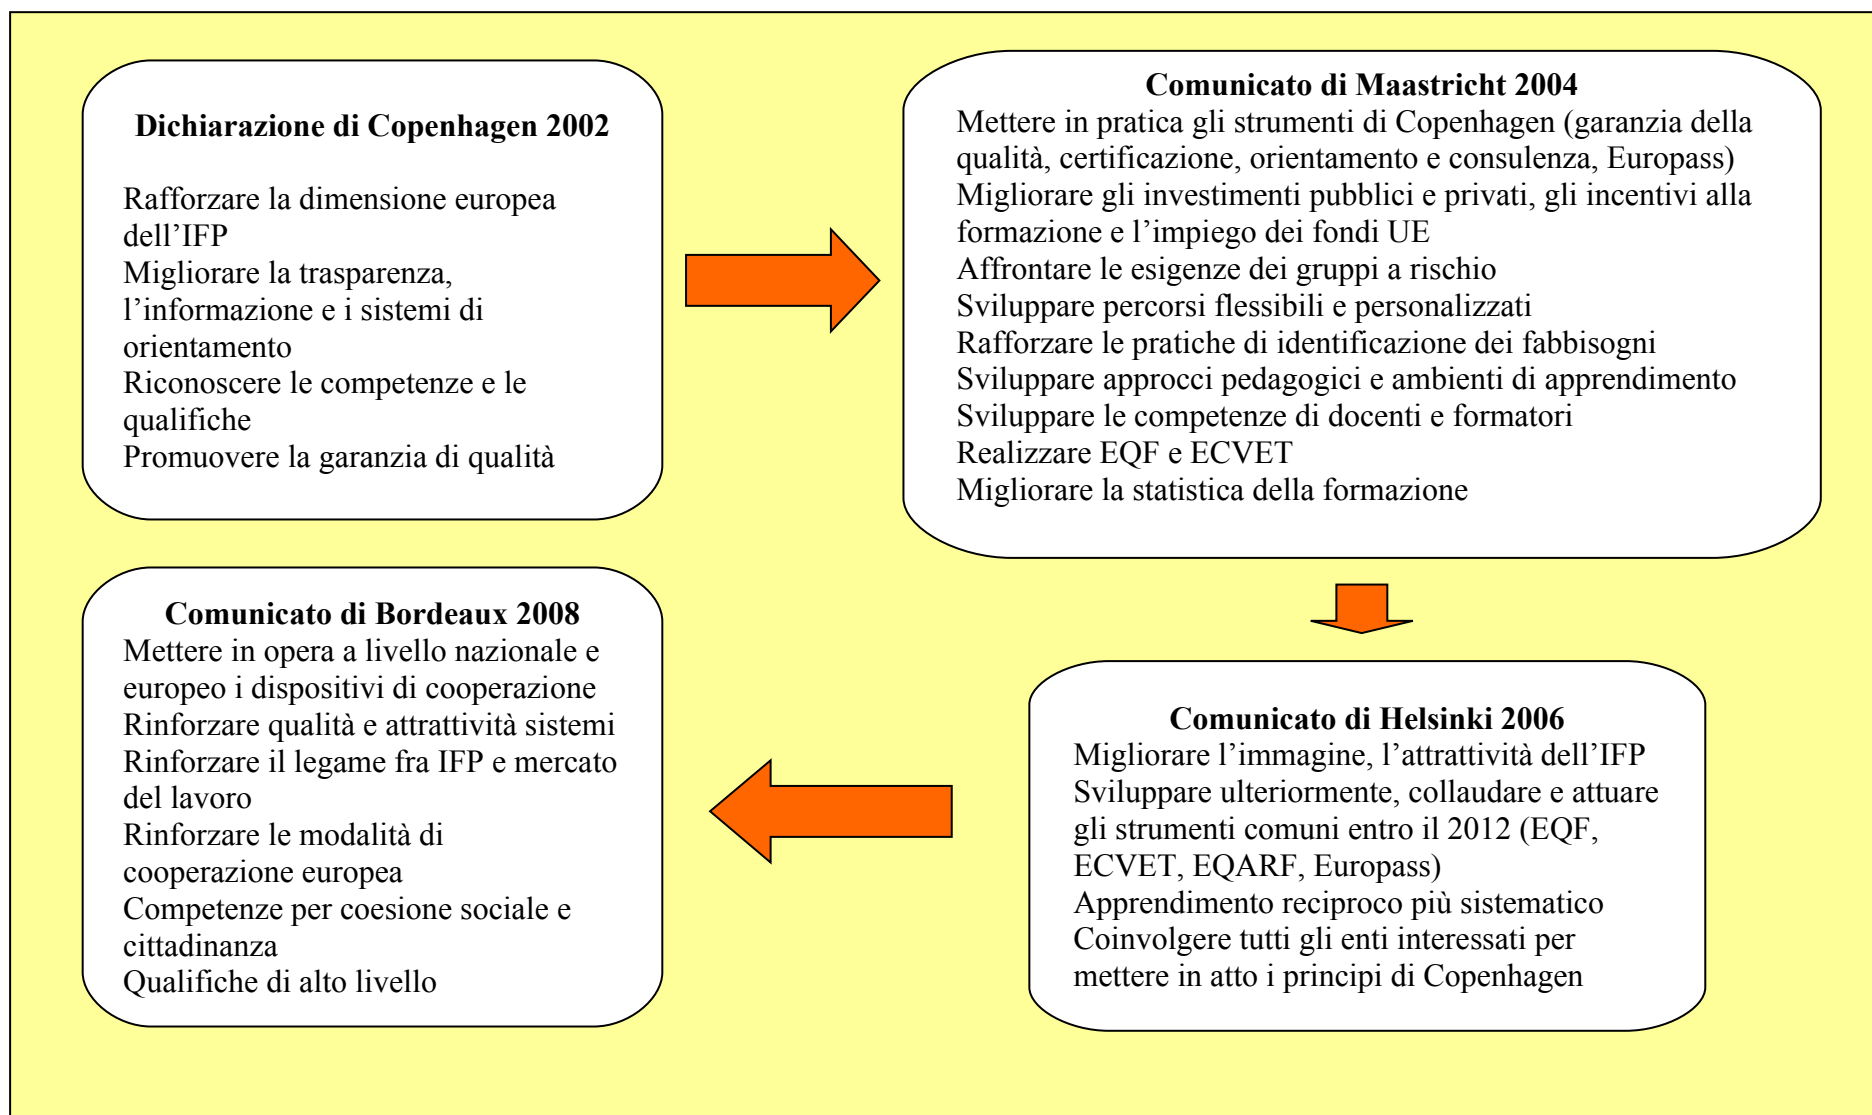 Dichiarazione di Copenhagen 2002
Rafforzare la dimensione europea
dell’IFP
Migliorare la trasparenza,
l’informazione e i sistemi di
orientamento
Riconoscere le competenze e le
qualifiche
Promuovere la garanzia di qualità
Comunicato di Maastricht 2004
Mettere in pratica gli strumenti di Copenhagen (garanzia della
qualità, certificazione, orientamento e consulenza, Europass)
Migliorare gli investimenti pubblici e privati, gli incentivi alla
formazione e l’impiego dei fondi UE
Affrontare le esigenze dei gruppi a rischio
Sviluppare percorsi flessibili e personalizzati
Rafforzare le pratiche di identificazione dei fabbisogni
Sviluppare approcci pedagogici e ambienti di apprendimento
Sviluppare le competenze di docenti e formatori
Realizzare EQF e ECVET
Migliorare la statistica della formazione
Comunicato di Helsinki 2006
Migliorare l’immagine, l’attrattività dell’IFP
Sviluppare ulteriormente, collaudare e attuare
gli strumenti comuni entro il 2012 (EQF,
ECVET, EQARF, Europass)
Apprendimento reciproco più sistematico
Coinvolgere tutti gli enti interessati per
mettere in atto i principi di Copenhagen
Comunicato di Bordeaux 2008
Mettere in opera a livello nazionale e
europeo i dispositivi di cooperazione
Rinforzare qualità e attrattività sistemi
Rinforzare il legame fra IFP e mercato
del lavoro
Rinforzare le modalità di
cooperazione europea
Competenze per coesione sociale e
cittadinanza
Qualifiche di alto livello